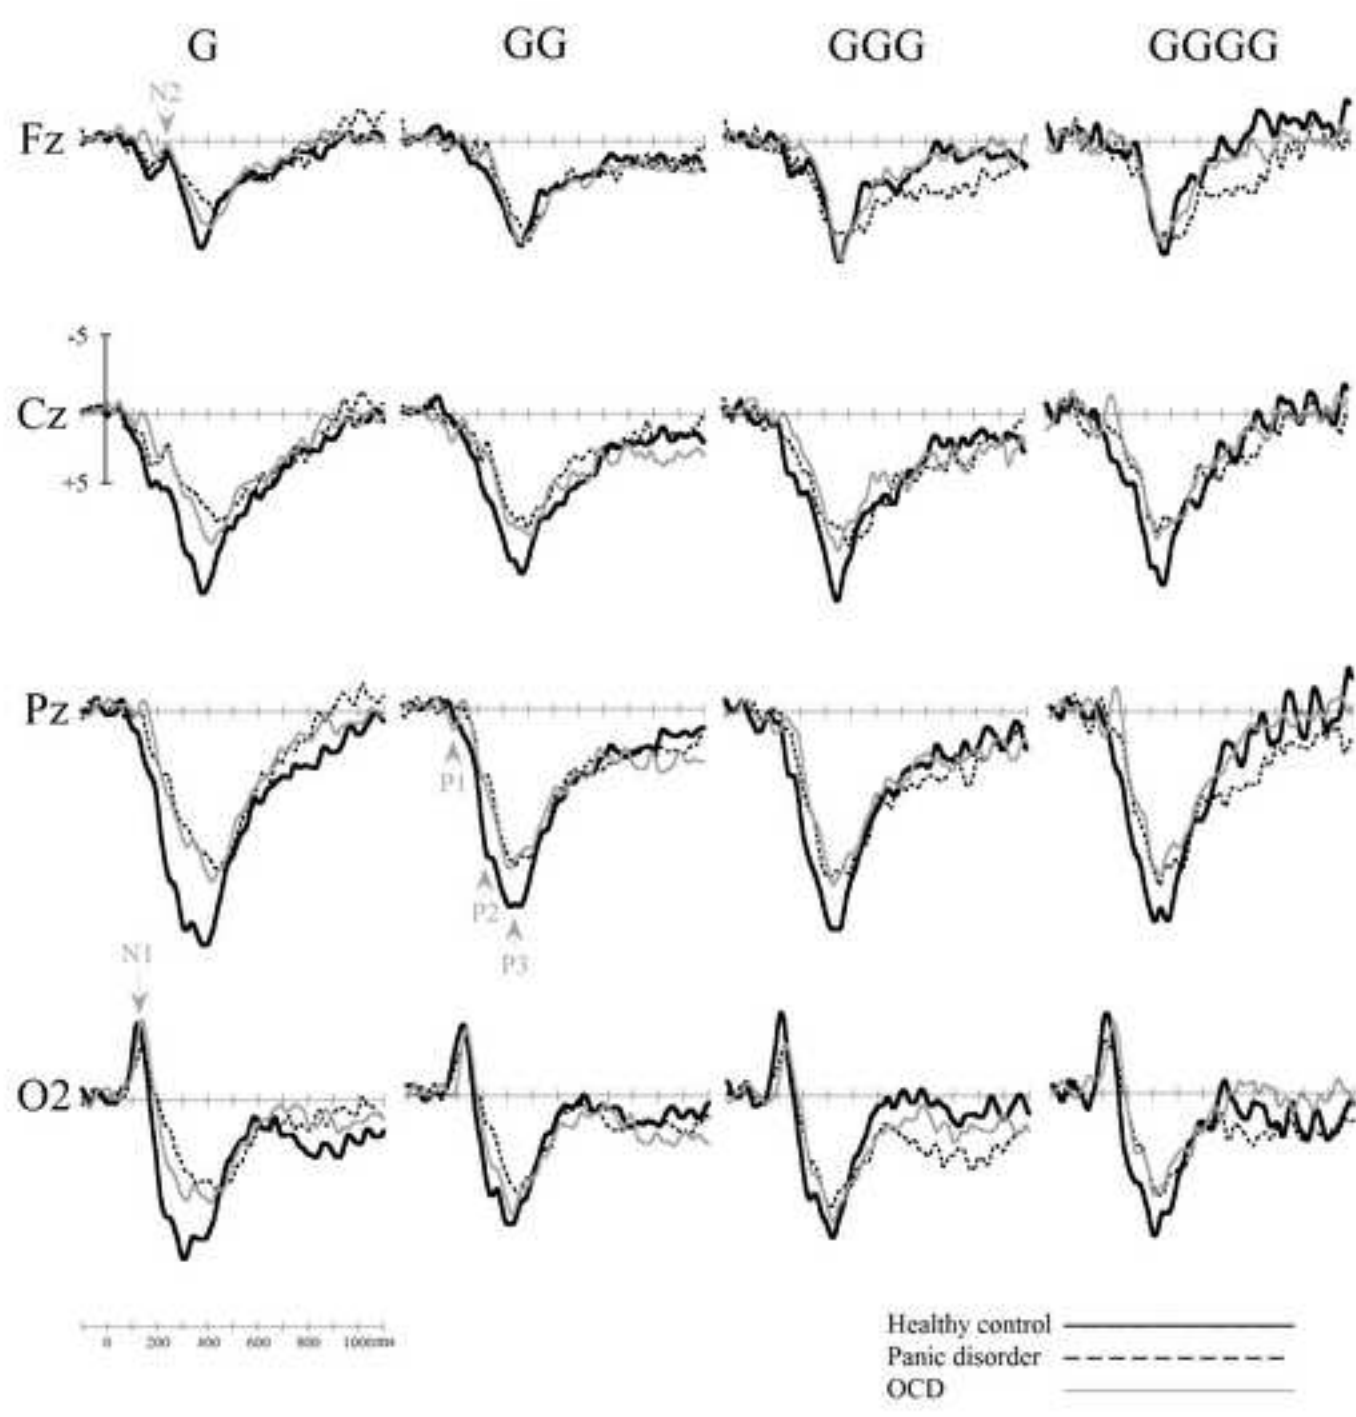 G GG GGG GGGG
N2
Fz
-5
Cz
+5
Pz
P1
P2
P3
N1
O2
0 200 400 600 800 1000ms
Healthy control
Panic disorder
OCD